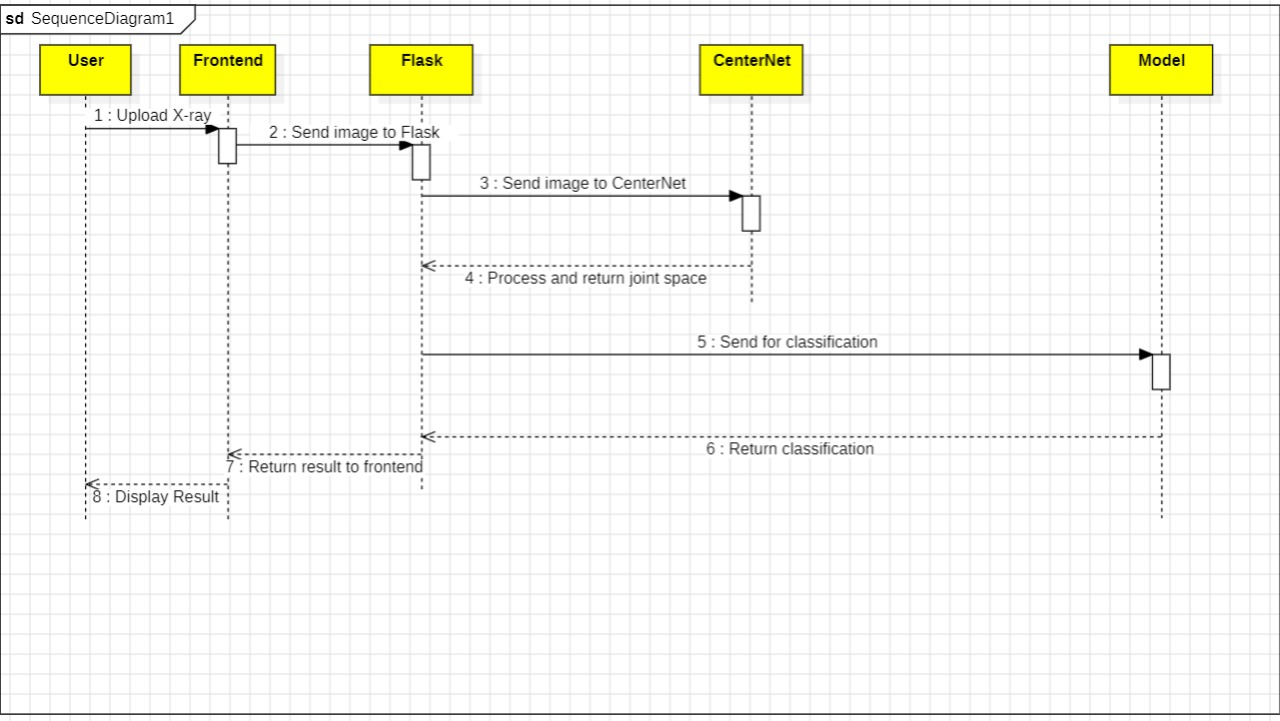 sd SequenceDiagram1
User
Frontend
Flask
CenterNet
Model
1 : Upload X-ray
2 : Send image to Flask
3 : Send image to CenterNet
4 : Process and return joint space
5 : Send for classification
6 : Return classification
7 : Return result to frontend
8 : Display Result